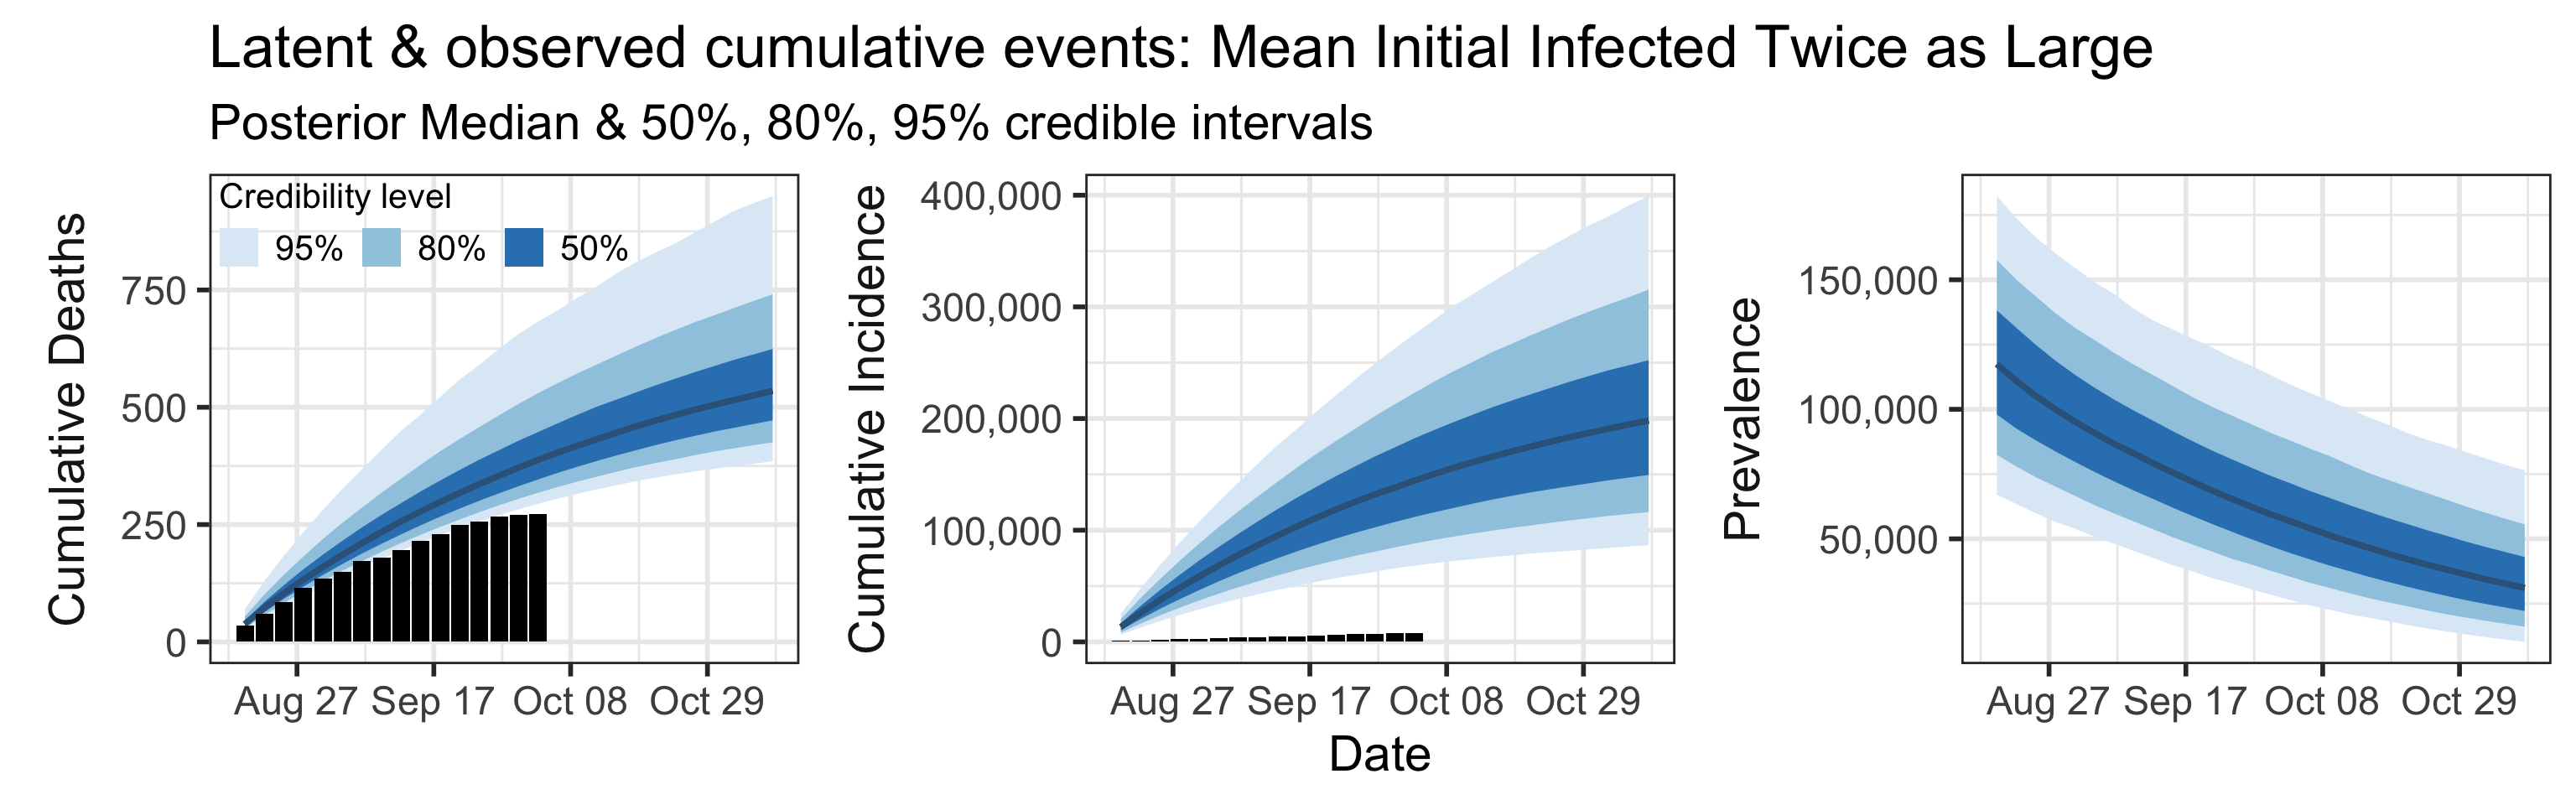 Latent & observed cumulative events: Mean Initial Infected Twice as Large
Posterior Median & 50%, 80%, 95% credible intervals
Cumulative Deaths
Credibility level
95% 80% 50%
750
500
250
0
Aug 27 Sep 17 Oct 08 Oct 29
Cumulative Incidence
400,000
300,000
200,000
100,000
0
Aug 27 Sep 17 Oct 08 Oct 29
Date
Prevalence
150,000
100,000
50,000
Aug 27 Sep 17 Oct 08 Oct 29